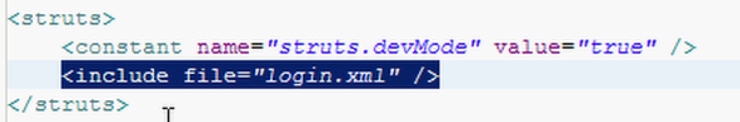 <struts>
<constant name="struts.devMode" value="true" />
<include file="login.xml" />
</struts>